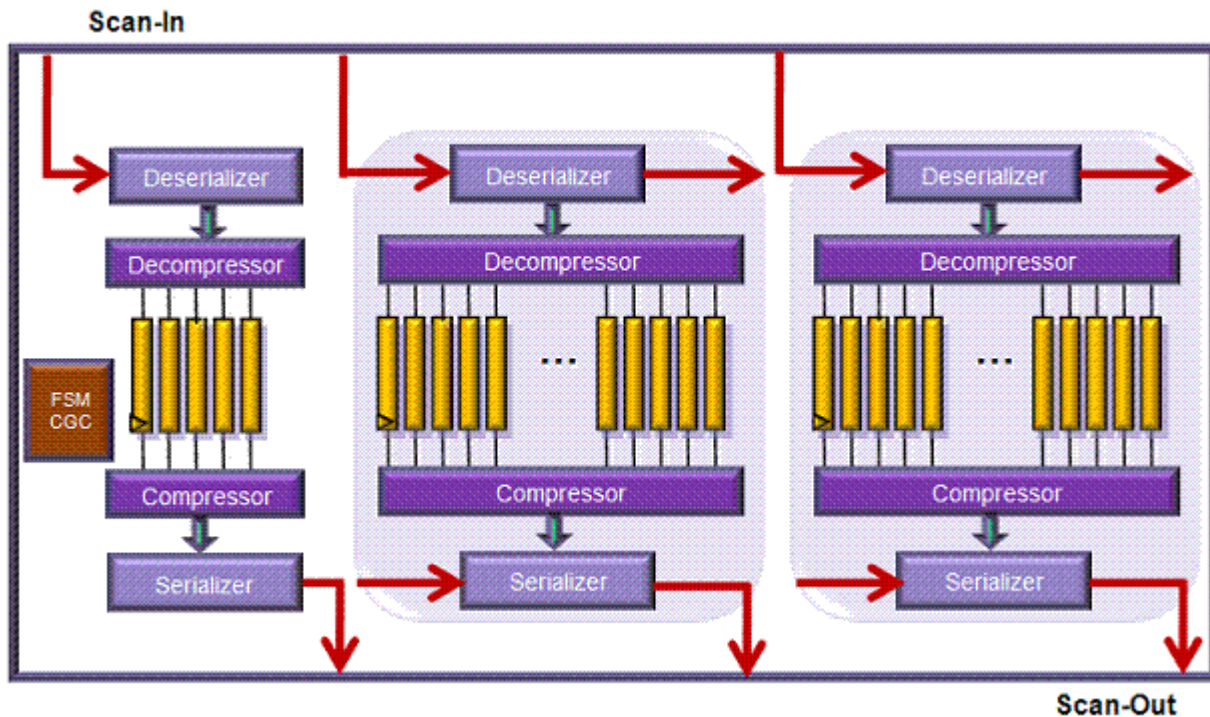 Scan-In
Deserializer
Deserializer
Deserializer
Decompressor
Decompressor
Decompressor
...
...
FSM
CGC
Compressor
Compressor
Compressor
Serializer
Serializer
Serializer
Scan-Out